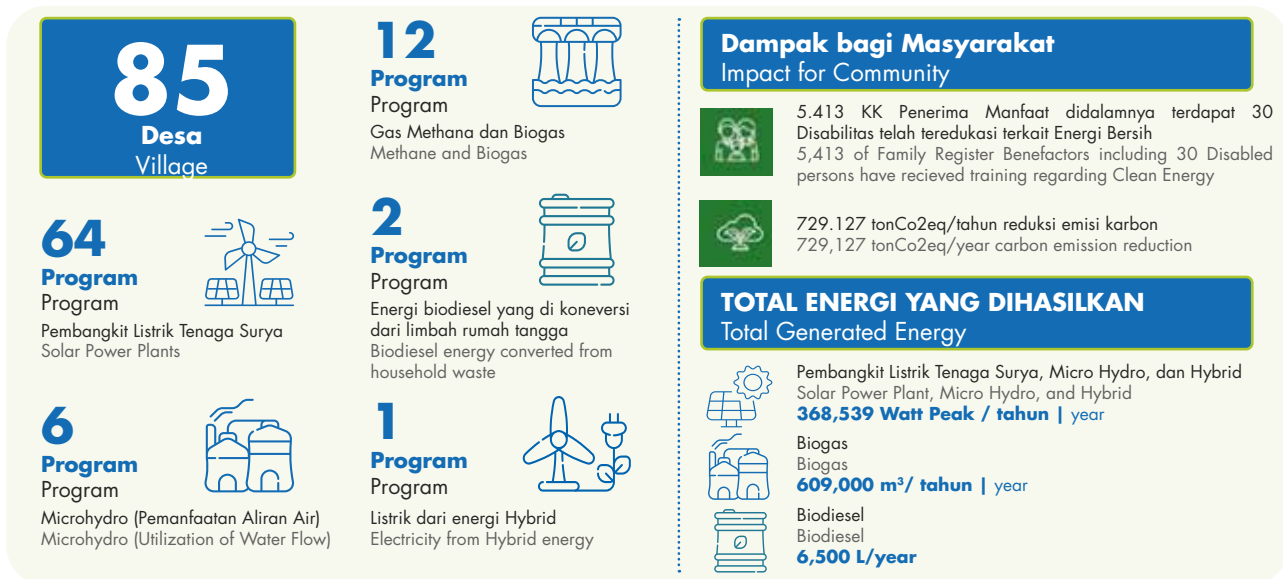 85
Desa
Village
64
Program
Program
Pembangkit Listrik Tenaga Surya
Solar Power Plants
6
Program
Program
Microhydro (Pemanfaatan Aliran Air)
Microhydro (Utilization of Water Flow)
12
Program
Program
Gas Methana dan Biogas
Methane and Biogas
2
Program
Program
Energi biodiesel yang di koneversi
dari limbah rumah tangga
Biodiesel energy converted from
household waste
1
Program
Program
Listrik dari energi Hybrid
Electricity from Hybrid energy
Dampak bagi Masyarakat
Impact for Community
5.413 KK Penerima Manfaat didalamnya terdapat 30
Disabilitas telah teredukasi terkait Energi Bersih
5,413 of Family Register Benefactors including 30 Disabled
persons have recieved training regarding Clean Energy
729.127 tonCo2eq/tahun reduksi emisi karbon
729,127 tonCo2eq/year carbon emission reduction
TOTAL ENERGI YANG DIHASILKAN
Total Generated Energy
Pembangkit Listrik Tenaga Surya, Micro Hydro, dan Hybrid
Solar Power Plant, Micro Hydro, and Hybrid
368,539 Watt Peak / tahun | year
Biogas
Biogas
609,000 m³/ tahun | year
Biodiesel
Biodiesel
6,500 L/year